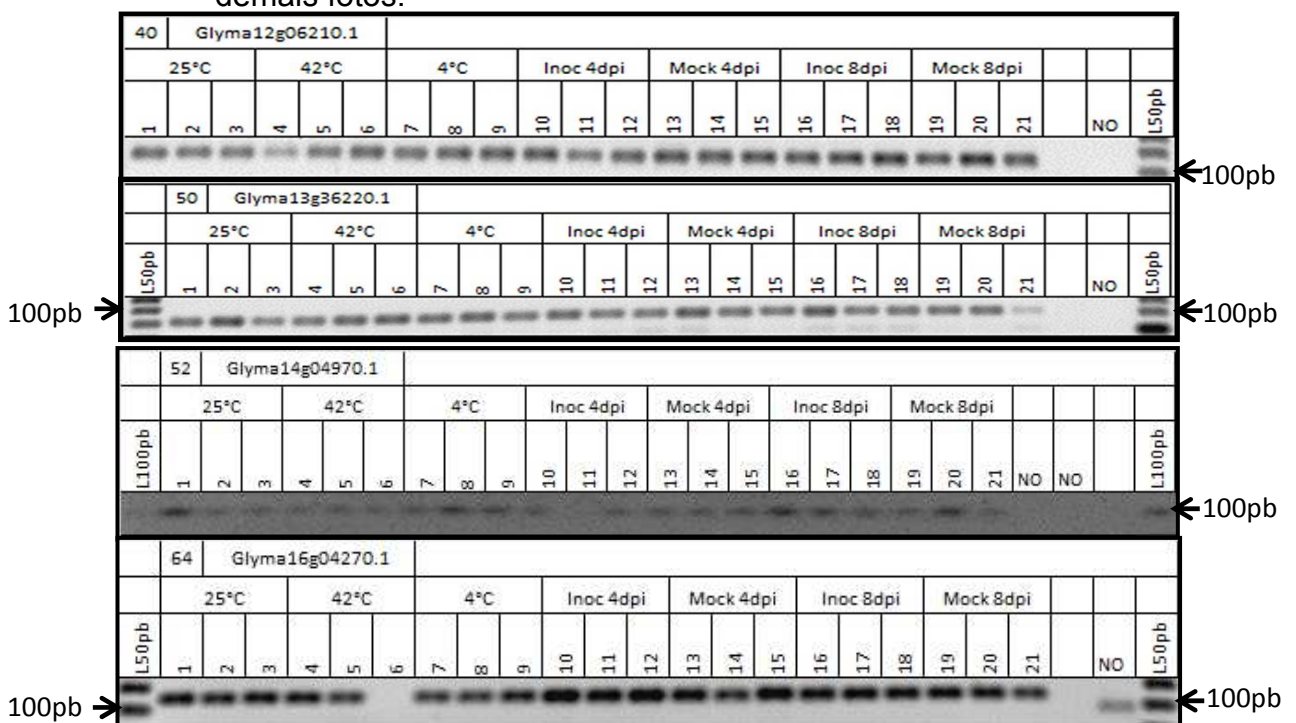 demais fotos.
40 Glyma12g06210.1
25°C 42°C 4°C Inoc 4dpi Mock 4dpi Inoc 8dpi Mock 8dpi
1 2 3 4 5 6 7 8 9 10 11 12 13 14 15 16 17 18 19 20 21 NO L50pb
100pb
50 Glyma13g36220.1
25°C 42°C 4°C Inoc 4dpi Mock 4dpi Inoc 8dpi Mock 8dpi
L50pb 1 2 3 4 5 6 7 8 9 10 11 12 13 14 15 16 17 18 19 20 21 NO L50pb
100pb 100pb
52 Glyma14g04970.1
25°C 42°C 4°C Inoc 4dpi Mock 4dpi Inoc 8dpi Mock 8dpi
L100pb 1 2 3 4 5 6 7 8 9 10 11 12 13 14 15 16 17 18 19 20 21 NO NO L100pb
100pb
64 Glyma16g04270.1
25°C 42°C 4°C Inoc 4dpi Mock 4dpi Inoc 8dpi Mock 8dpi
L50pb 1 2 3 4 5 6 7 8 9 10 11 12 13 14 15 16 17 18 19 20 21 NO L50pb
100pb 100pb